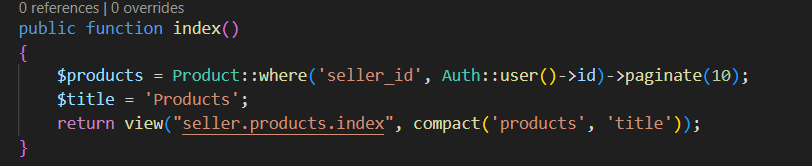 0 references | 0 overrides
public function index()
{
    $products = Product::where('seller_id', Auth::user()->id)->paginate(10);
    $title = 'Products';
    return view("seller.products.index", compact('products', 'title'));
}